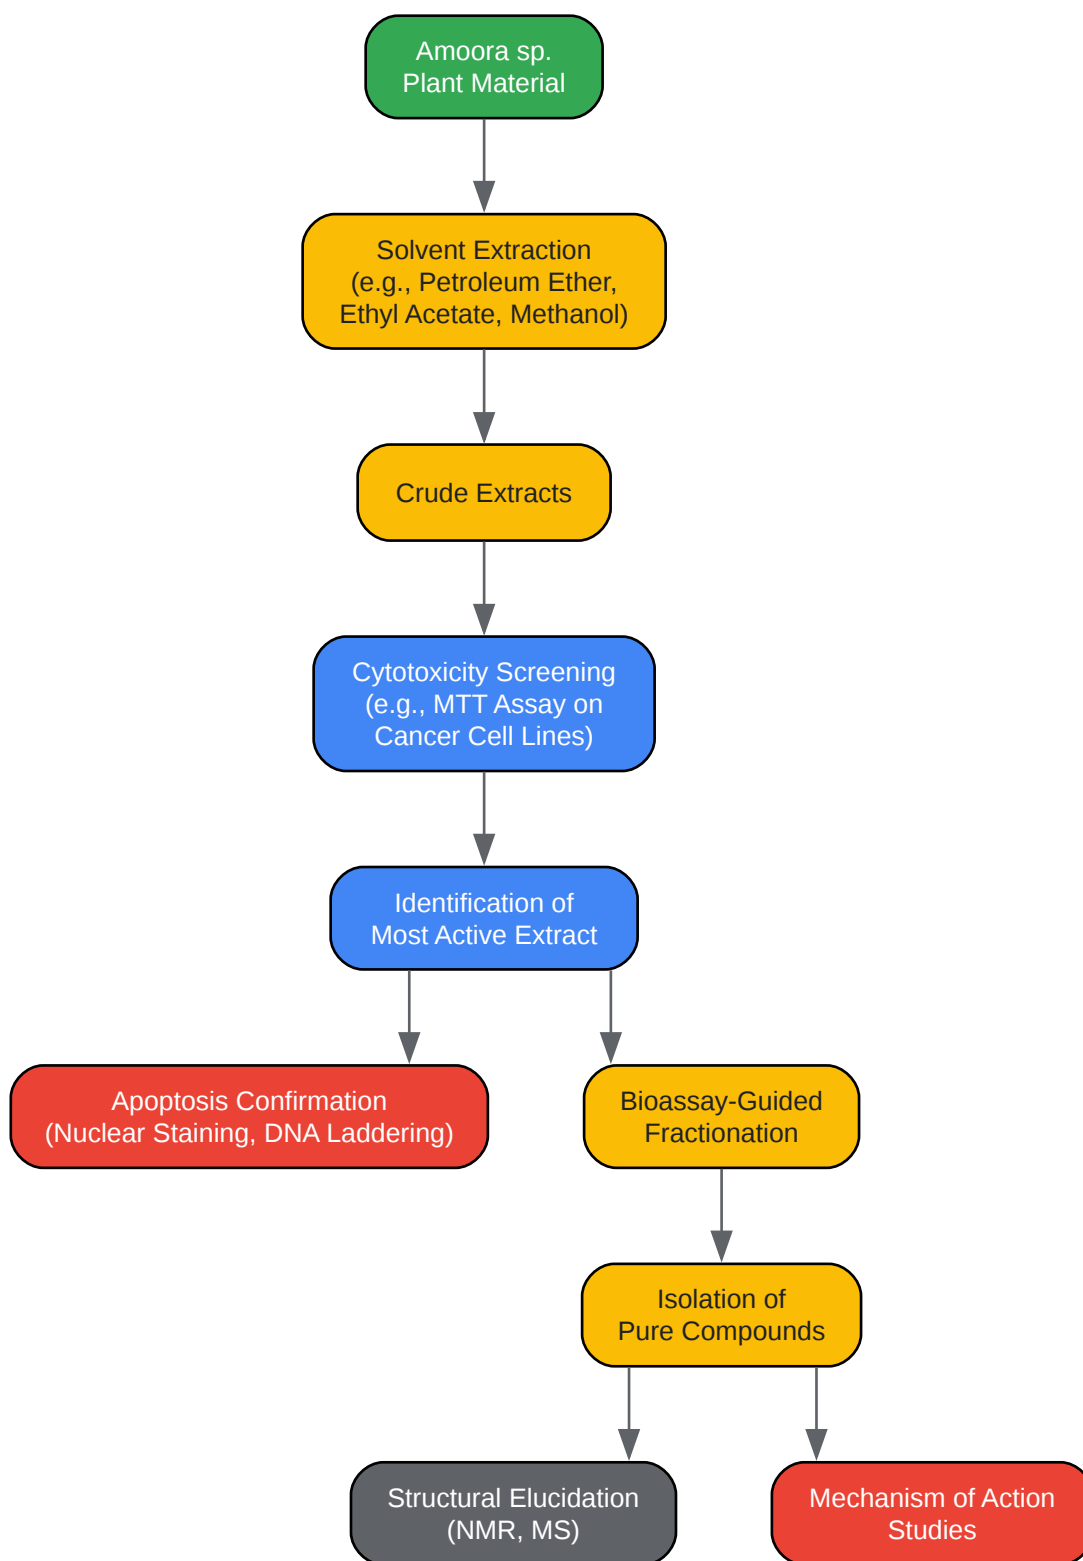 Amoora sp.
Plant Material
Solvent Extraction
(e.g., Petroleum Ether,
Ethyl Acetate, Methanol)
Crude Extracts
Cytotoxicity Screening
(e.g., MTT Assay on
Cancer Cell Lines)
Identification of
Most Active Extract
Apoptosis Confirmation
(Nuclear Staining, DNA Laddering)
Bioassay-Guided
Fractionation
Isolation of
Pure Compounds
Structural Elucidation
(NMR, MS)
Mechanism of Action
Studies